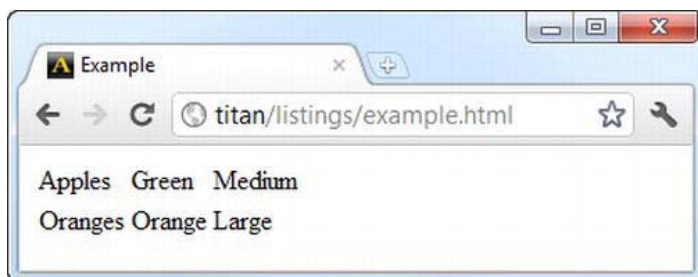 A Example
titan/listings/example.html
Apples Green Medium
Oranges Orange Large